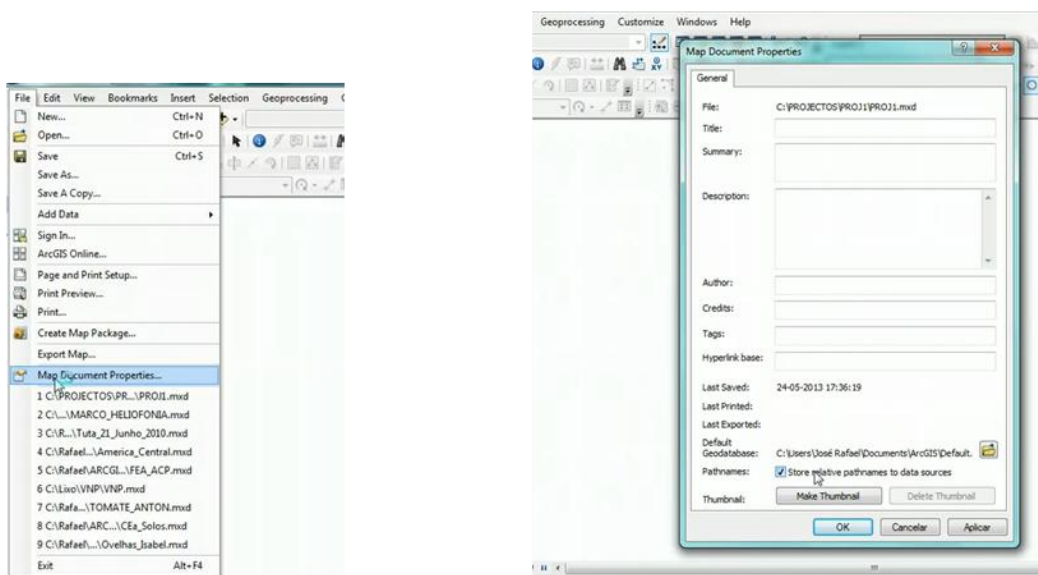 File Edit View Bookmarks Insert Selection Geoprocessing
New... Ctrl+N
Open... Ctrl+O
Save Ctrl+S
Save As...
Save A Copy...
Add Data
Sign In...
ArcGIS Online...
Page and Print Setup...
Print Preview...
Print...
Create Map Package...
Export Map...
Map Document Properties...
1 C:\PROJECTOS\PR...\PROJ1.mxd
2 C:\...\MARCO_HELIOFONIA.mxd
3 C:\R...\Tuta_21_Junho_2010.mxd
4 C:\Rafael...\America_Central.mxd
5 C:\Rafael\ARCGI...\FEA_ACP.mxd
6 C:\Lixo\VNP\VNP.mxd
7 C:\Rafa...\TOMATE_ANTON.mxd
8 C:\Rafael\ARC...\CEa_Solos.mxd
9 C:\Rafael\...\Ovelhas_Isabel.mxd
Exit Alt+F4
Geoprocessing Customize Windows Help
Map Document Properties
General
File: C:\PROJECTOS\PROJ1\PROJ1.mxd
Title:
Summary:
Description:
Author:
Credits:
Tags:
Hyperlink base:
Last Saved: 24-05-2013 17:36:19
Last Printed:
Last Exported:
Default
Geodatabase: C:\Users\José Rafael\Documents\ArcGIS\Default.
Pathnames: Store relative pathnames to data sources
Thumbnail: Make Thumbnail Delete Thumbnail
OK Cancelar Aplicar